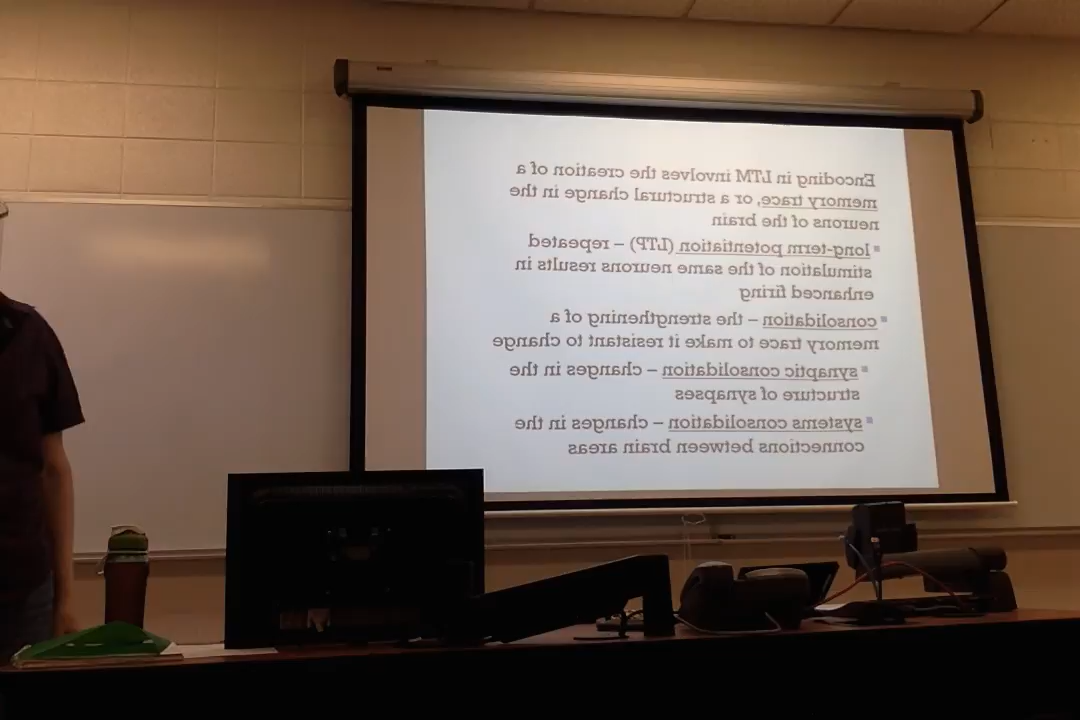 Encoding in LTM involves the creation of a
memory trace, or a structural change in the
neurons of the brain
▪ long-term potentiation (LTP) – repeated
stimulation of the same neurons results in
enhanced firing
▪ consolidation – the strengthening of a
memory trace to make it resistant to change
▪ synaptic consolidation – changes in the
structure of synapses
▪ systems consolidation – changes in the
connections between brain areas